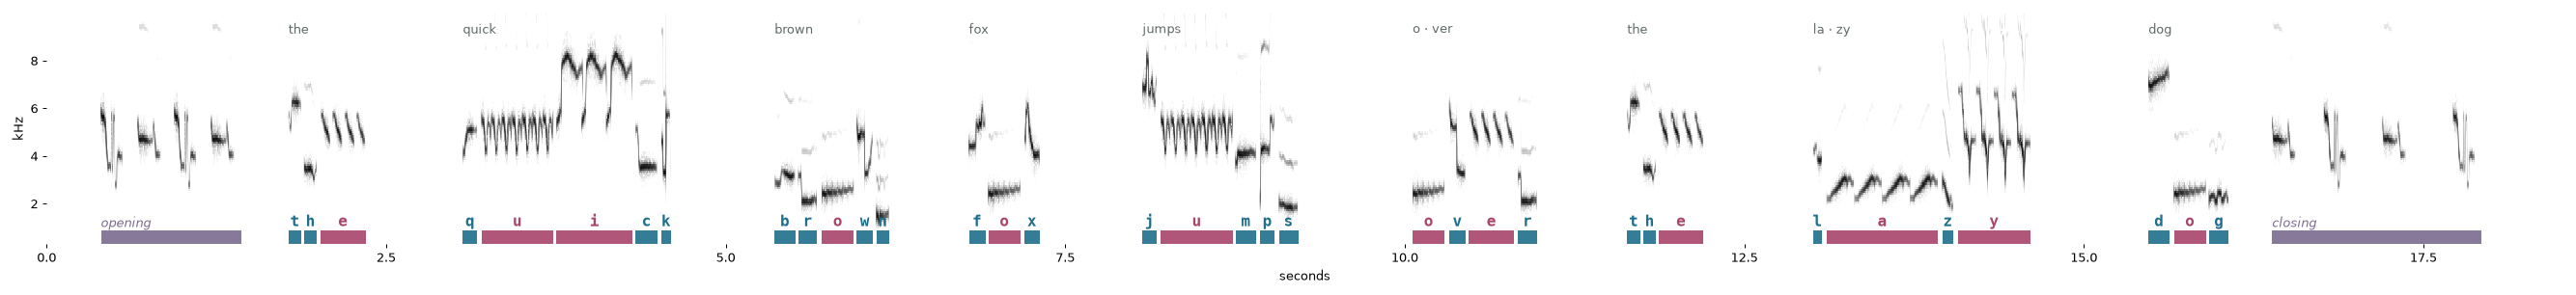 the quick brown fox jumps o · ver the la · zy dog
8
6
kHz
4
2
opening t h e q u i c k b r o w n f o x j u m p s o v e r t h e l a z y d o g closing
0.0 2.5 5.0 7.5 10.0 12.5 15.0 17.5
seconds